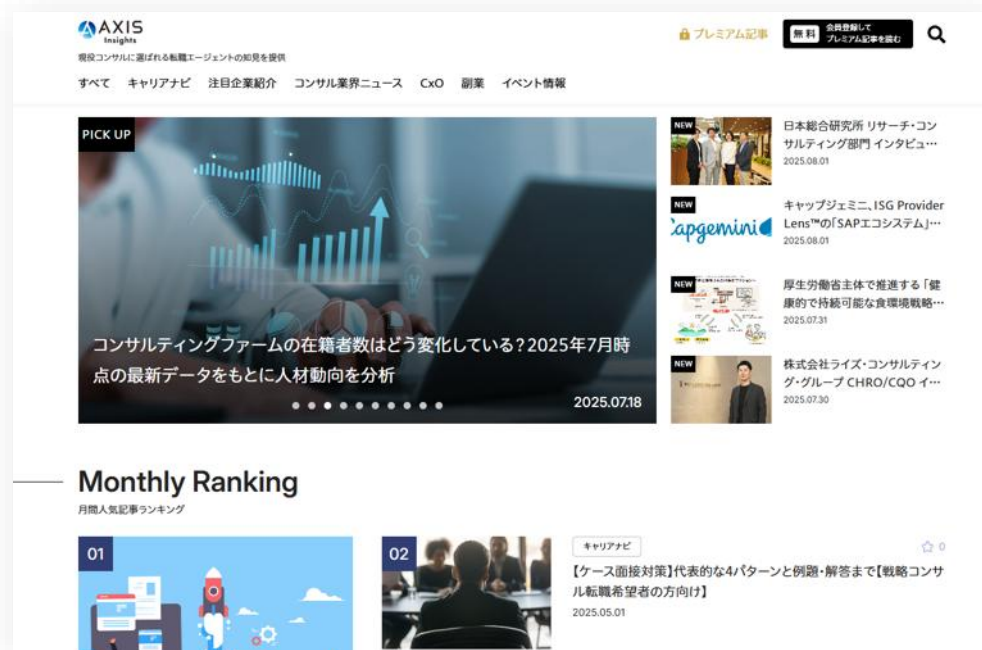 AXIS
Insights
現役コンサルに選ばれる転職エージェントの知見を提供
プレミアム記事
無料
会員登録して
プレミアム記事を読む
すべて キャリアナビ 注目企業紹介 コンサル業界ニュース CxO 副業 イベント情報
PICK UP
コンサルティングファームの在籍者数はどう変化している?2025年7月時
点の最新データをもとに人材動向を分析
2025.07.18
NEW
日本総合研究所 リサーチ・コン
サルティング部門 インタビュ…
2025.08.01
NEW
Capgemini
キャップジェミニ、ISG Provider
Lens™の「SAPエコシステム」…
2025.08.01
NEW
厚生労働省主体で推進する「健
康的で持続可能な食環境戦略…
2025.07.31
NEW
株式会社ライズ・コンサルティン
グ・グループ CHRO/CQO イ…
2025.07.30
Monthly Ranking
月間人気記事ランキング
01
02
キャリアナビ
0
【ケース面接対策】代表的な4パターンと例題・解答まで【戦略コンサ
ル転職希望者の方向け】
2025.05.01